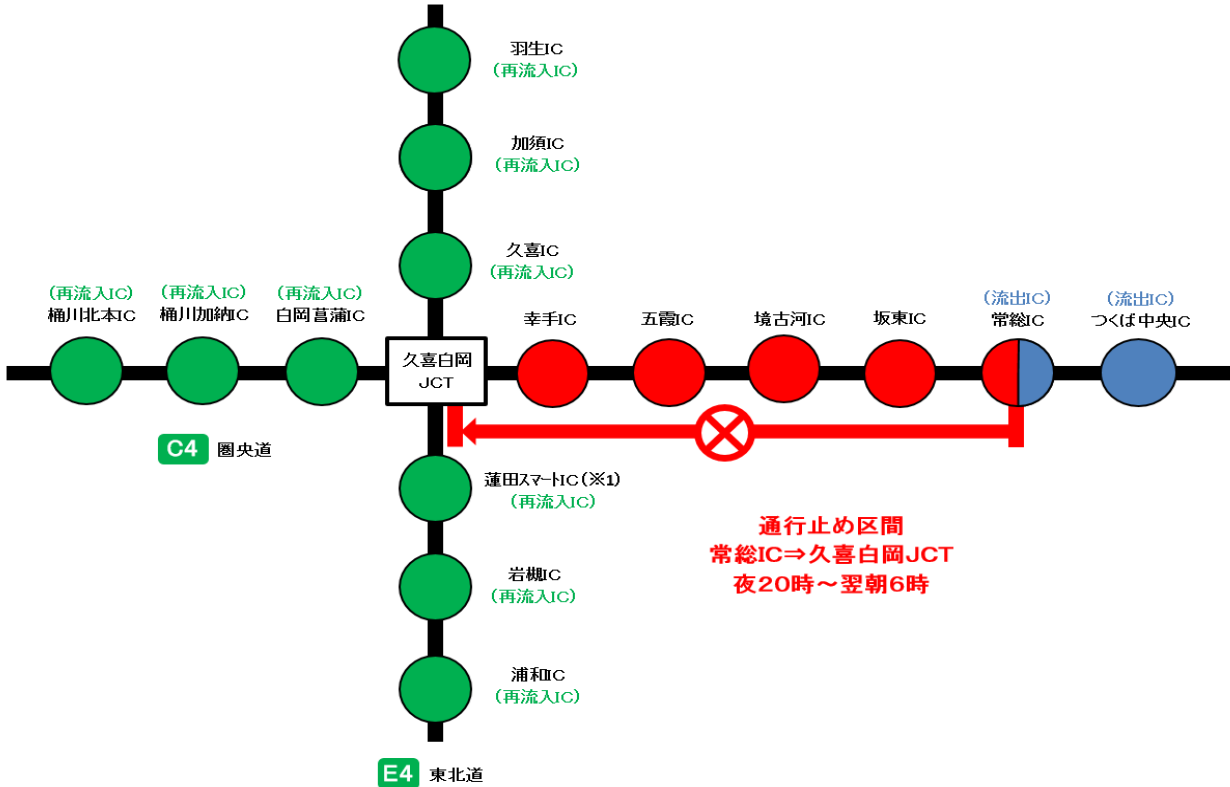 羽生IC
(再流入IC)
加須IC
(再流入IC)
久喜IC
(再流入IC)
(再流入IC)
桶川北本IC
(再流入IC)
桶川加納IC
(再流入IC)
白岡菖蒲IC
久喜白岡
JCT
幸手IC
五霞IC
境古河IC
坂東IC
(流出IC)
常総IC
(流出IC)
つくば中央IC
C4 圏央道
蓮田スマートIC(※1)
(再流入IC)
通行止め区間
常総IC⇒久喜白岡JCT
夜20時～翌朝6時
岩槻IC
(再流入IC)
浦和IC
(再流入IC)
E4 東北道